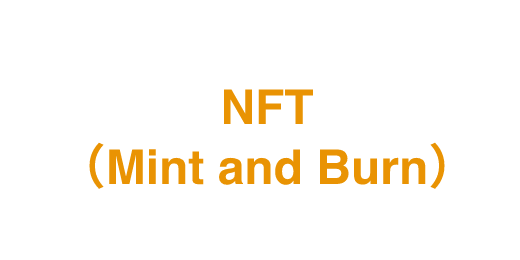 NFT
（Mint and Burn）